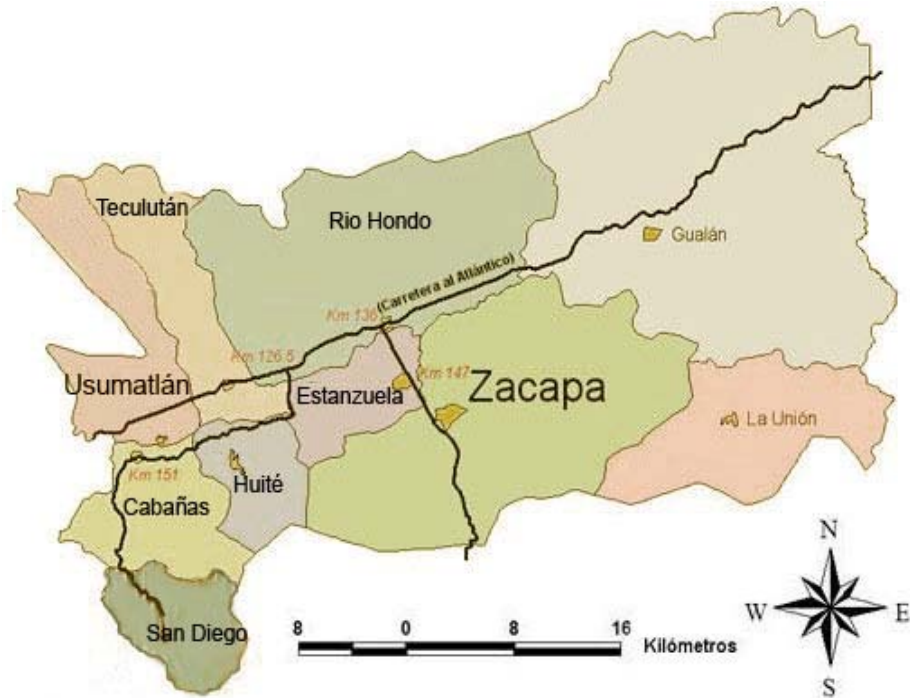 Teculután
Rio Hondo
Gualán
(Carretera al Atlántico)
Km 136
Km 126.5
Usumatlán
Estanzuela
Km 147
Zacapa
La Unión
Km 151
Huité
Cabañas
San Diego
N
W
E
S
8 0 8 16 Kilómetros